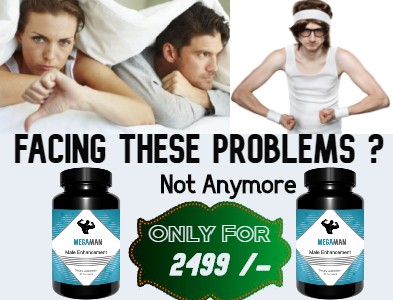 FACING THESE PROBLEMS ?
Not Anymore
ONLY FOR
2499 /-
MEGAMAN
Male Enhancement
MEGAMAN
Male Enhancement